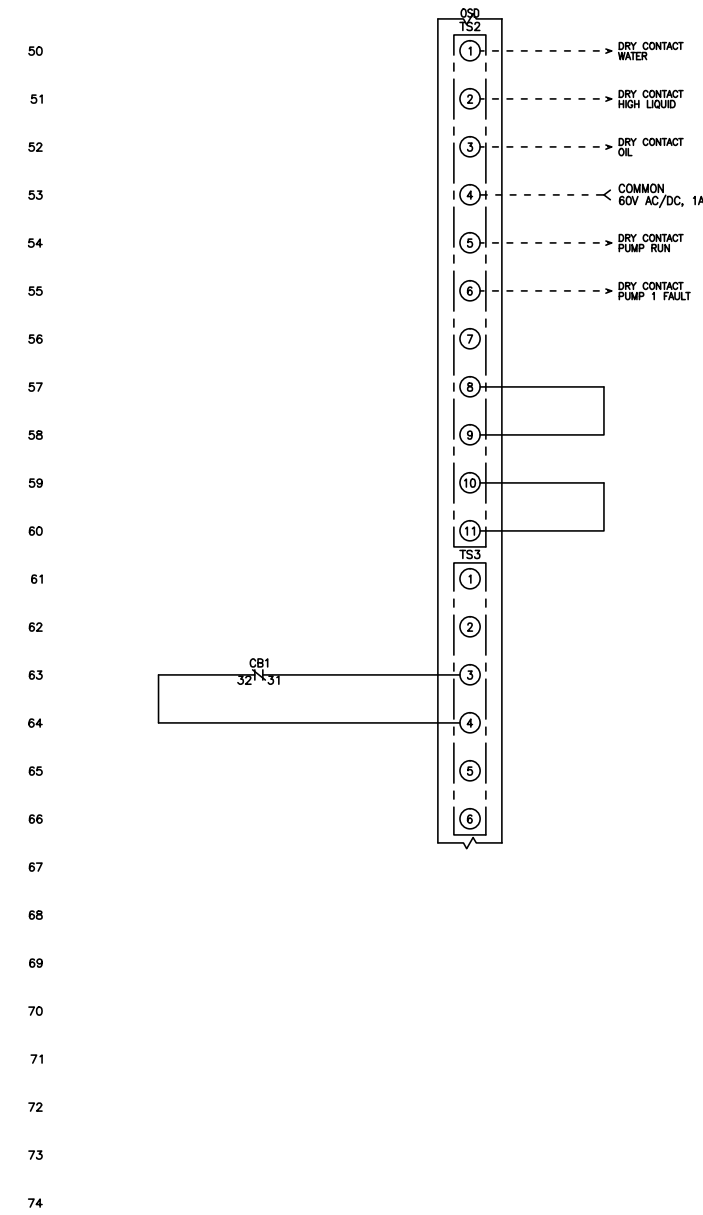 OSD
TS2
50
1
DRY CONTACT
WATER
51
2
DRY CONTACT
HIGH LIQUID
52
3
DRY CONTACT
OIL
53
4
COMMON
60V AC/DC, 1A
54
5
DRY CONTACT
PUMP RUN
55
6
DRY CONTACT
PUMP 1 FAULT
56
7
57
8
58
9
59
10
60
11
TS3
61
1
62
2
CB1
63
32 31
3
64
4
65
5
66
6
67
68
69
70
71
72
73
74